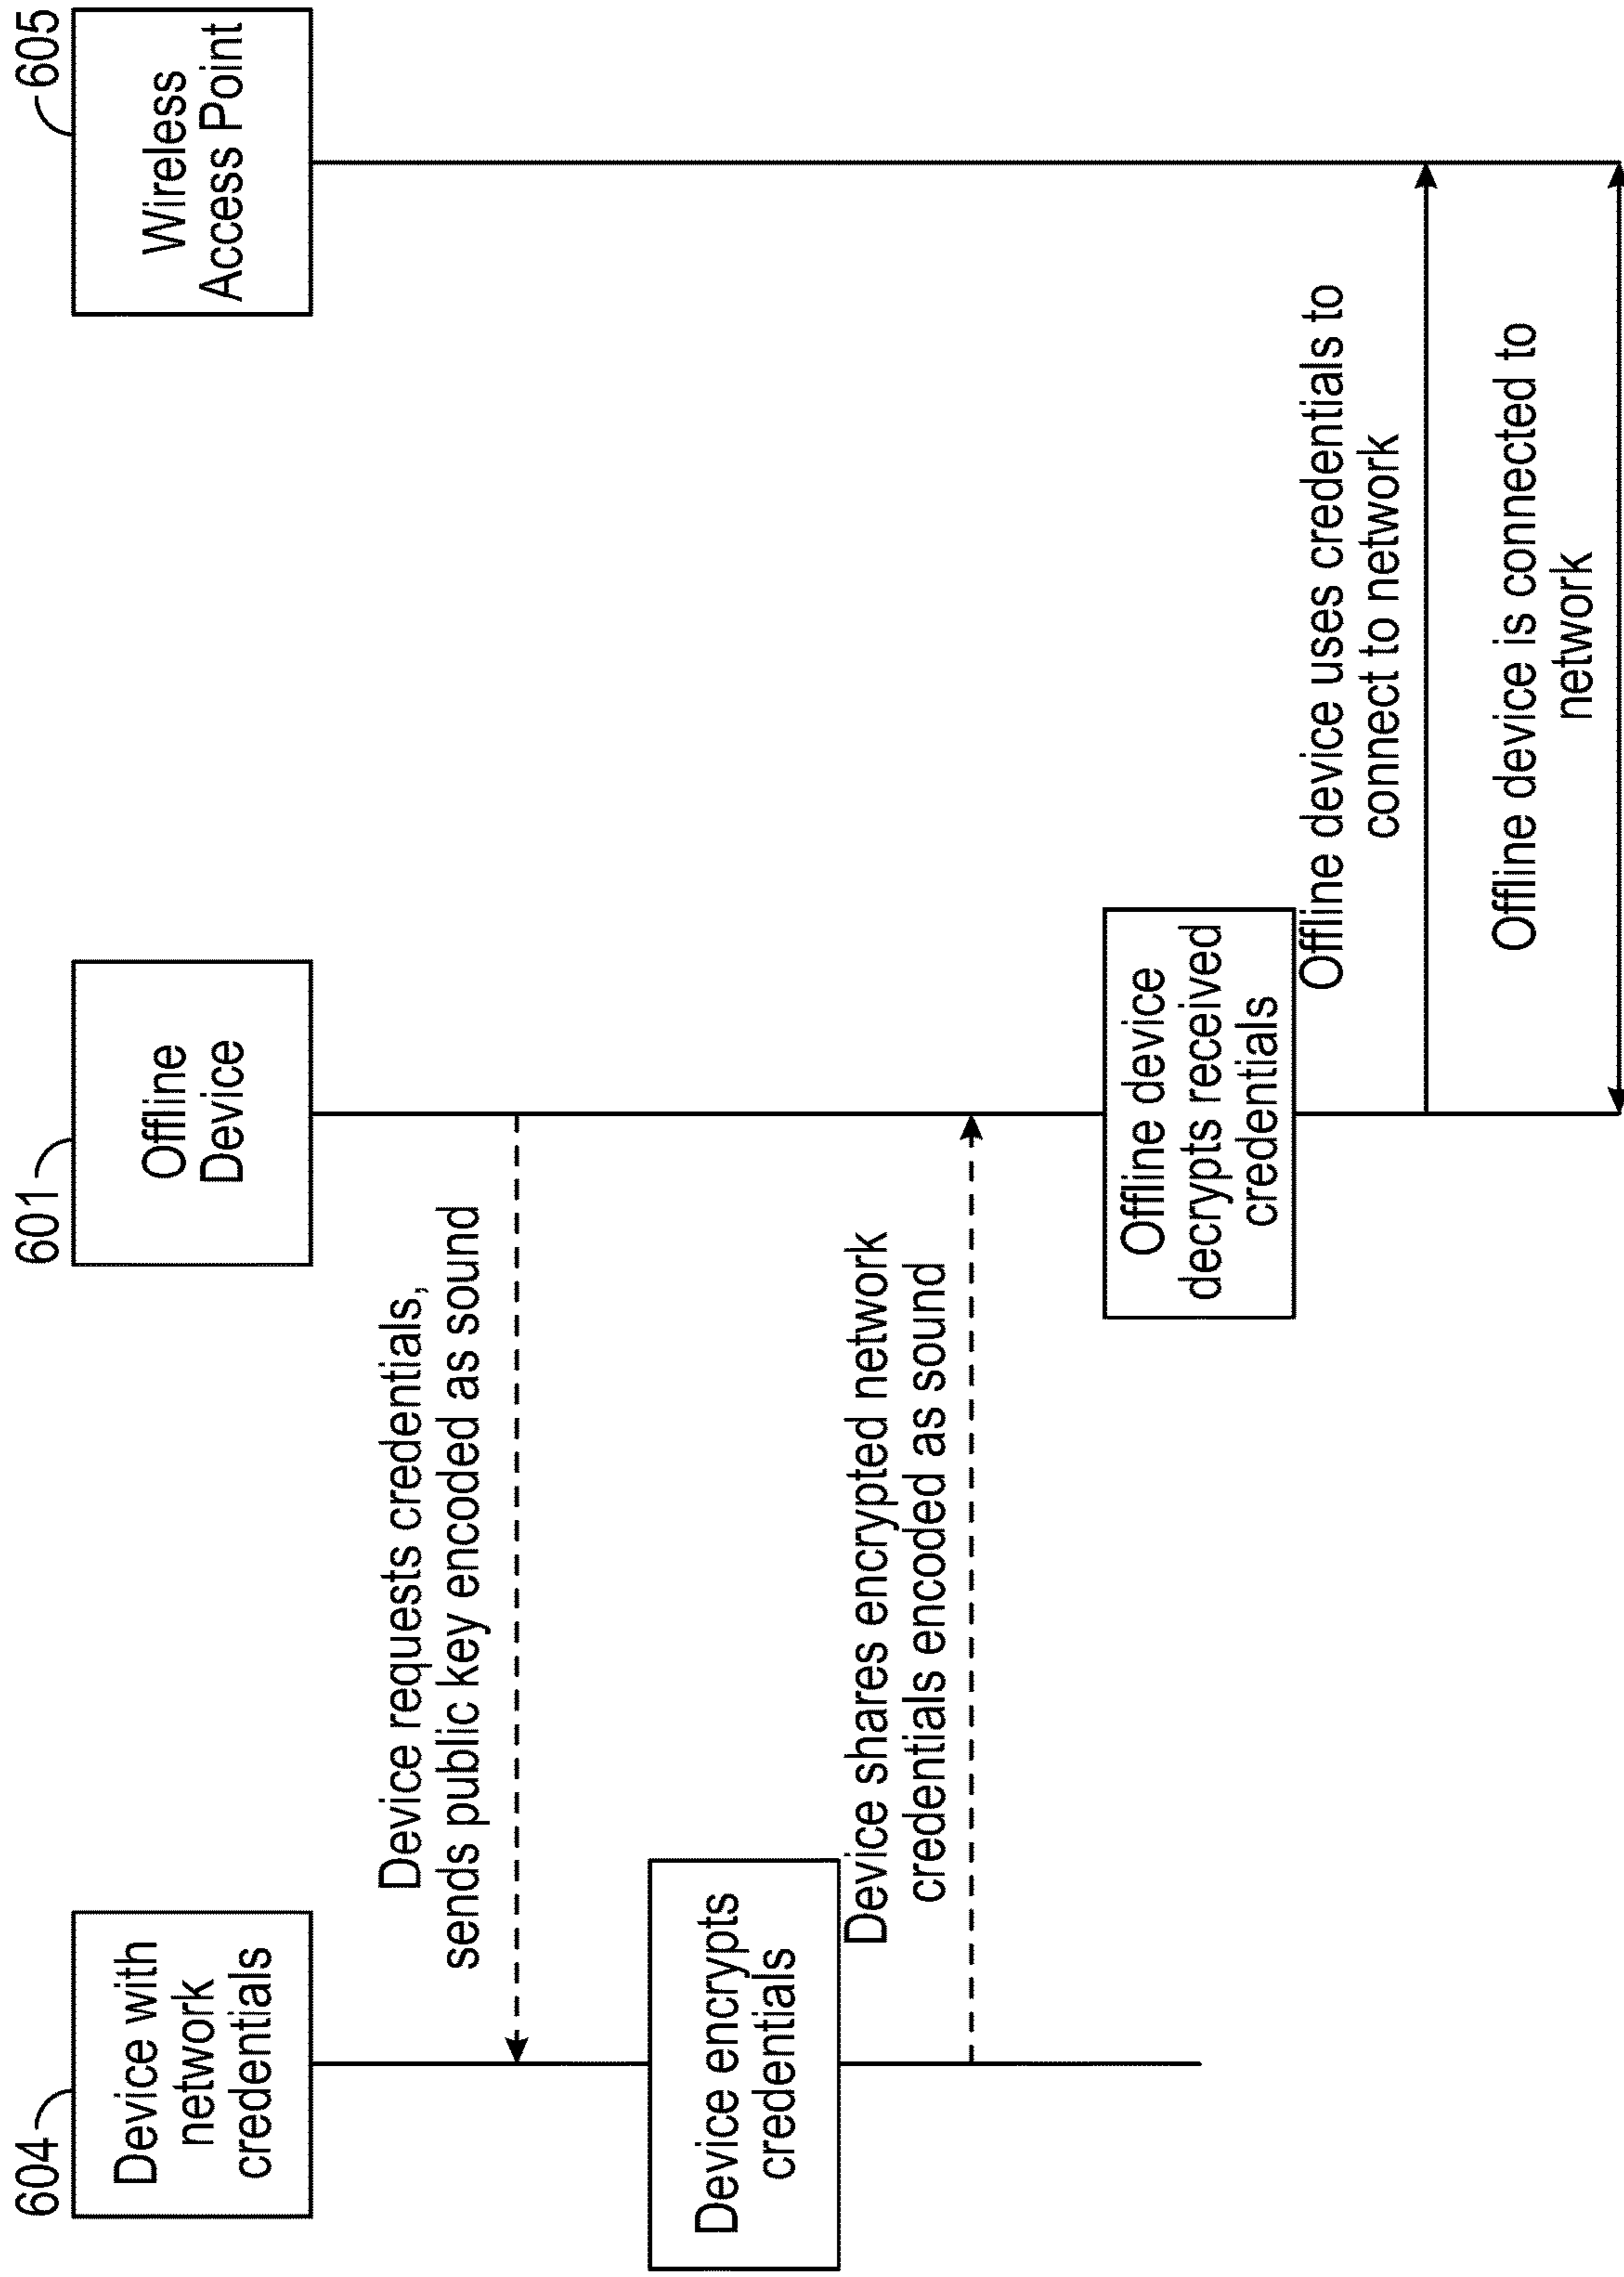 604
Device with
network
credentials
601
Offline
Device
605
Wireless
Access Point
Device requests credentials,
sends public key encoded as sound
Device encrypts
credentials
Device shares encrypted network
credentials encoded as sound
Offline device
decrypts received
credentials
Offline device uses credentials to
connect to network
Offline device is connected to
network